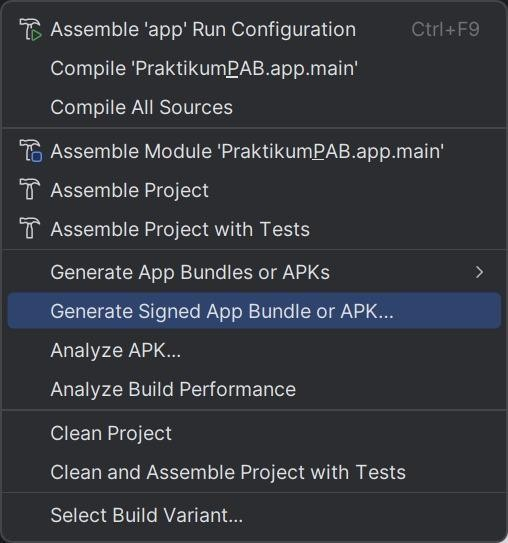 Assemble 'app' Run Configuration Ctrl+F9
Compile 'PraktikumPAB.app.main'
Compile All Sources
Assemble Module 'PraktikumPAB.app.main'
Assemble Project
Assemble Project with Tests
Generate App Bundles or APKs
Generate Signed App Bundle or APK...
Analyze APK...
Analyze Build Performance
Clean Project
Clean and Assemble Project with Tests
Select Build Variant...